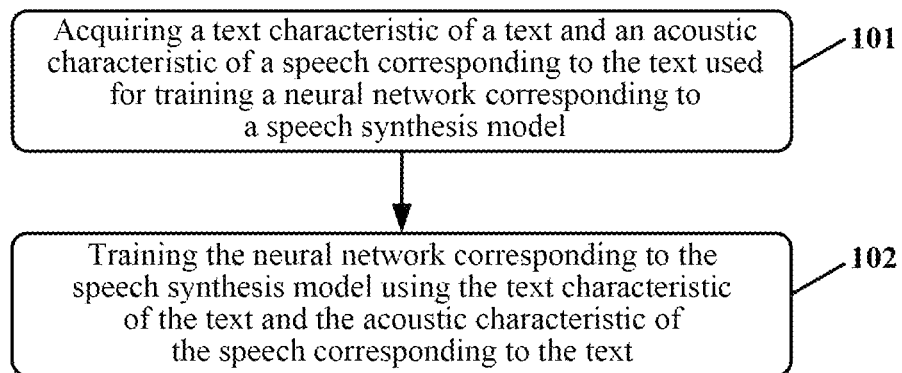 Acquiring a text characteristic of a text and an acoustic
characteristic of a speech corresponding to the text used
for training a neural network corresponding to
a speech synthesis model
101
Training the neural network corresponding to the
speech synthesis model using the text characteristic
of the text and the acoustic characteristic of
the speech corresponding to the text
102